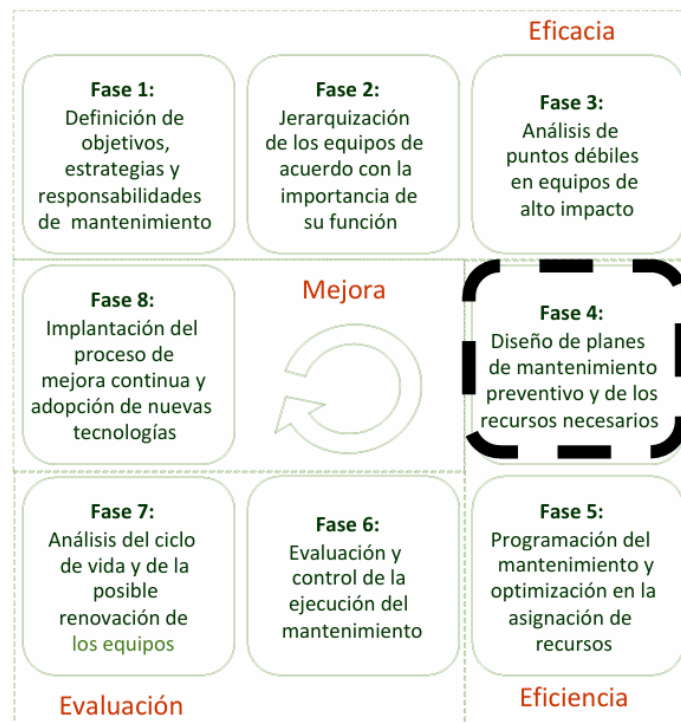 Eficacia
Fase 1:
Definición de
objetivos,
estrategias y
responsabilidades
de mantenimiento
Fase 2:
Jerarquización
de los equipos de
acuerdo con la
importancia de
su función
Fase 3:
Análisis de
puntos débiles
en equipos de
alto impacto
Fase 8:
Implantación del
proceso de
mejora continua y
adopción de nuevas
tecnologías
Mejora
Fase 4:
Diseño de planes
de mantenimiento
preventivo y de los
recursos necesarios
Fase 7:
Análisis del ciclo
de vida y de la
posible
renovación de
los equipos
Fase 6:
Evaluación y
control de la
ejecución del
mantenimiento
Fase 5:
Programación del
mantenimiento y
optimización en la
asignación de
recursos
Evaluación
Eficiencia